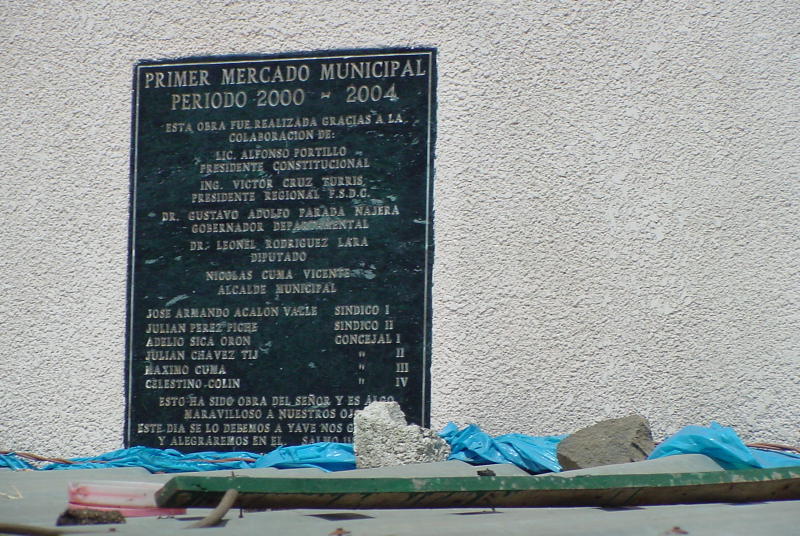 PRIMER MERCADO MUNICIPAL
PERIODO 2000 - 2004
ESTA OBRA FUE REALIZADA GRACIAS A LA
COLABORACION DE:
LIC. ALFONSO PORTILLO
PRESIDENTE CONSTITUCIONAL
ING. VICTOR CRUZ TURRIS
PRESIDENTE REGIONAL F.S.D.C.
DR. GUSTAVO ADOLFO PARADA NAJERA
GOBERNADOR DEPARTAMENTAL
DR. LEONEL RODRIGUEZ LARA
DIPUTADO
NICOLAS CUMA VICENTE
ALCALDE MUNICIPAL
JOSE ARMANDO ACALON VALLE SINDICO I
JULIAN PEREZ PICHE SINDICO II
ADELIO SICA ORON CONCEJAL I
JULIAN CHAVEZ TIJ " II
MAXIMO CUMA " III
CELESTINO COLIN " IV
ESTO HA SIDO OBRA DEL SEÑOR Y ES ALGO
MARAVILLOSO A NUESTROS
ESTE DIA SE LO DEBEMOS A YAVE NOS
Y ALEGRÁREMOS EN EL. SALMO